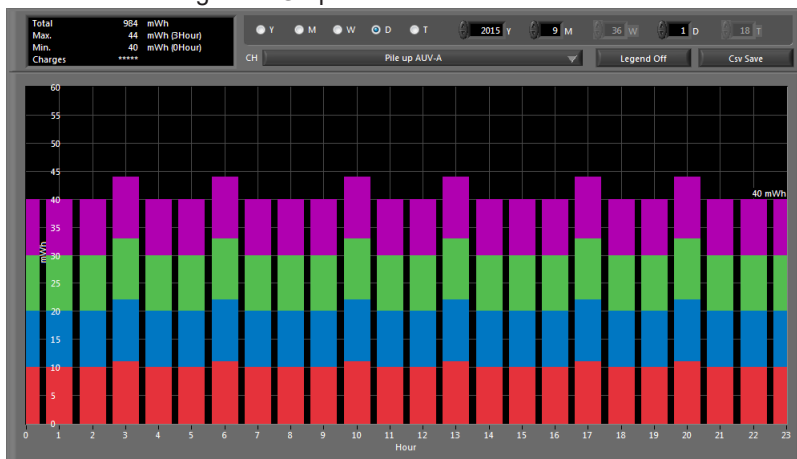 Total 984 mWh
Max. 44 mWh (3Hour)
Min. 40 mWh (0Hour)
Charges *****
Y M W D T 2015 Y 9 M 36 W 1 D 18 T
CH Pile up AUV-A Legend Off Csv Save
60
55
50
45
40 mWh
40
35
mWh
30
25
20
15
10
5
0
0 1 2 3 4 5 6 7 8 9 10 11 12 13 14 15 16 17 18 19 20 21 22 23
Hour